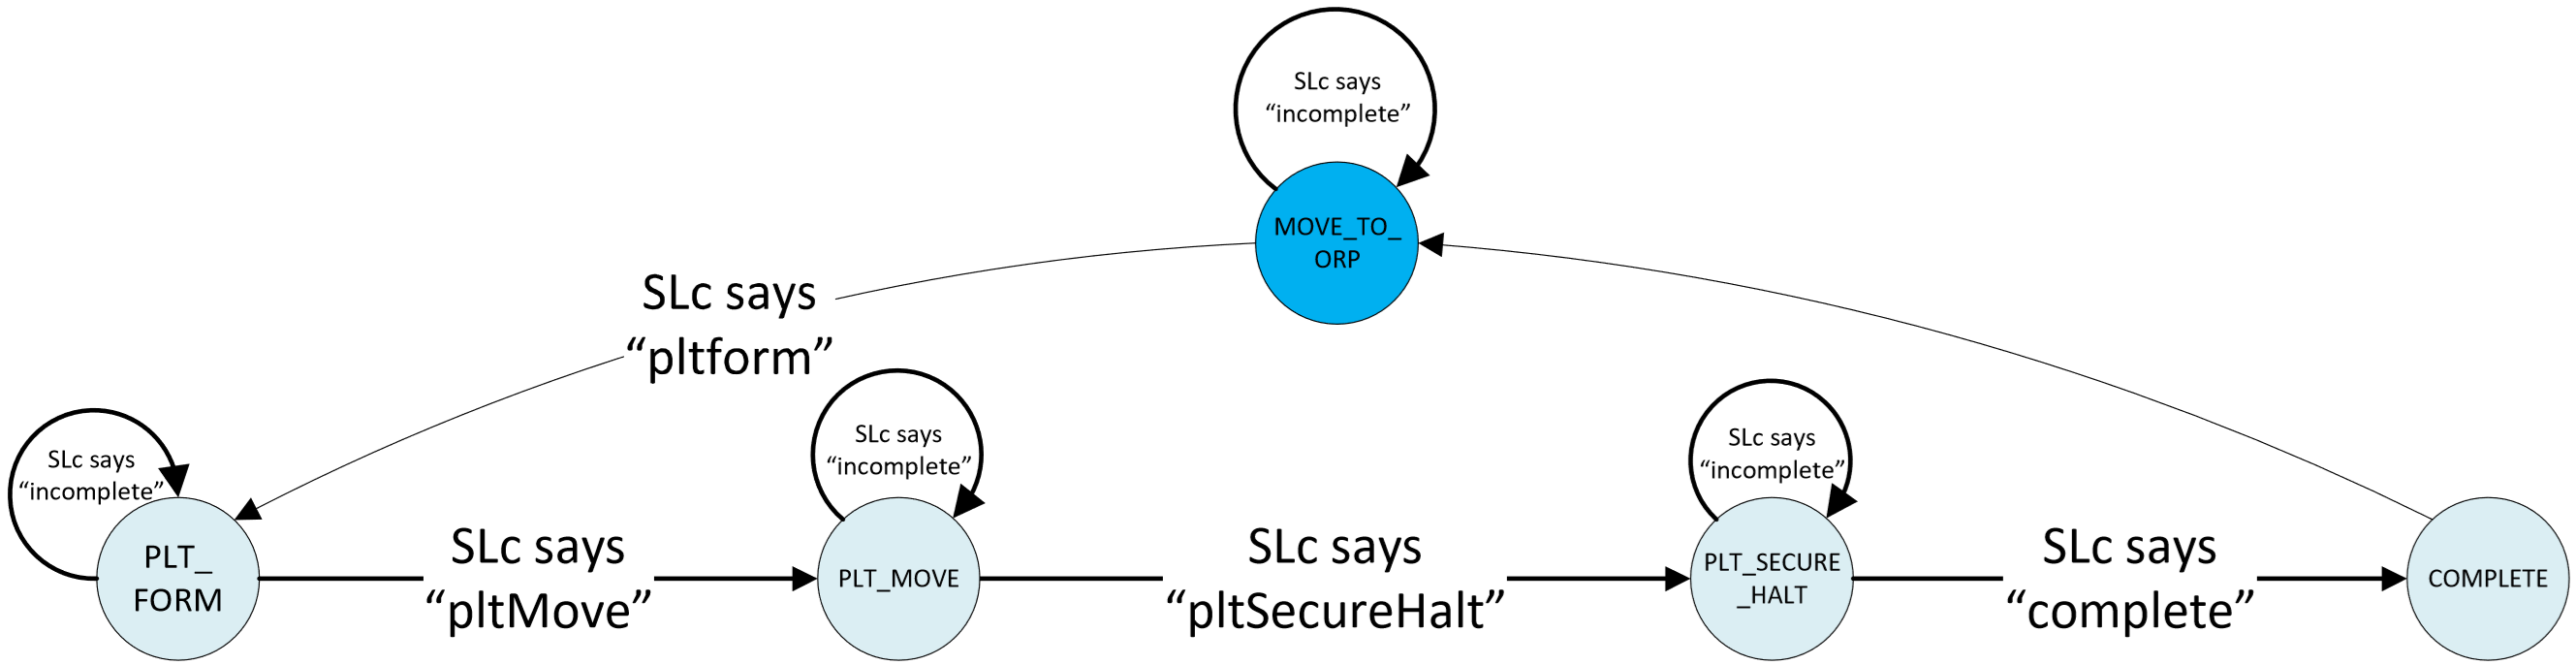 SLc says
“incomplete”
MOVE_TO_
ORP
SLc says
“pltform”
SLc says
“incomplete”
PLT_
FORM
SLc says
“pltMove”
SLc says
“incomplete”
PLT_MOVE
SLc says
“pltSecureHalt”
SLc says
“incomplete”
PLT_SECURE
_HALT
SLc says
“complete”
COMPLETE